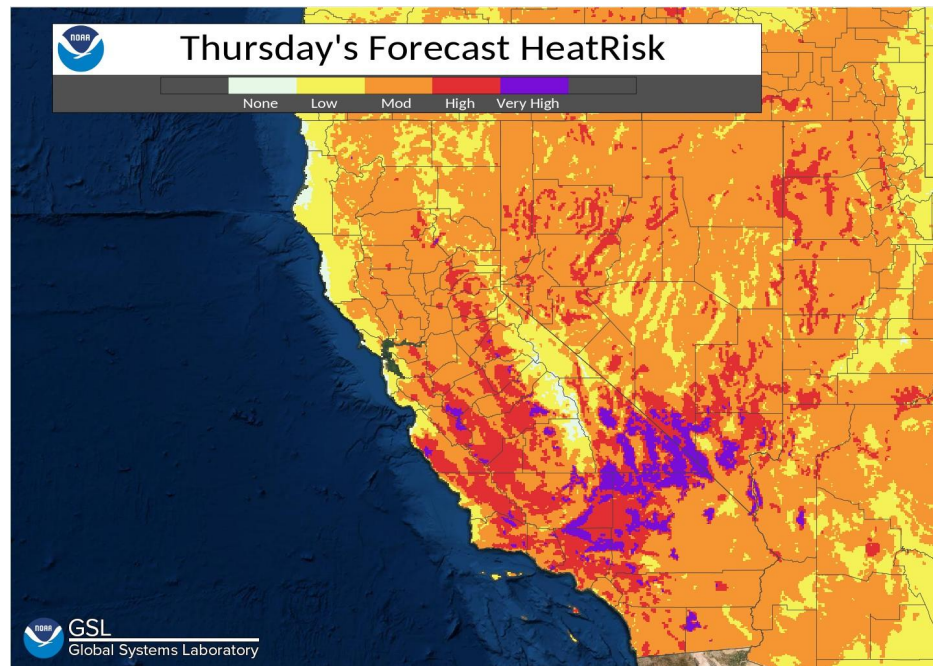 NOAA
Thursday's Forecast HeatRisk
None Low Mod High Very High
NOAA
GSL
Global Systems Laboratory